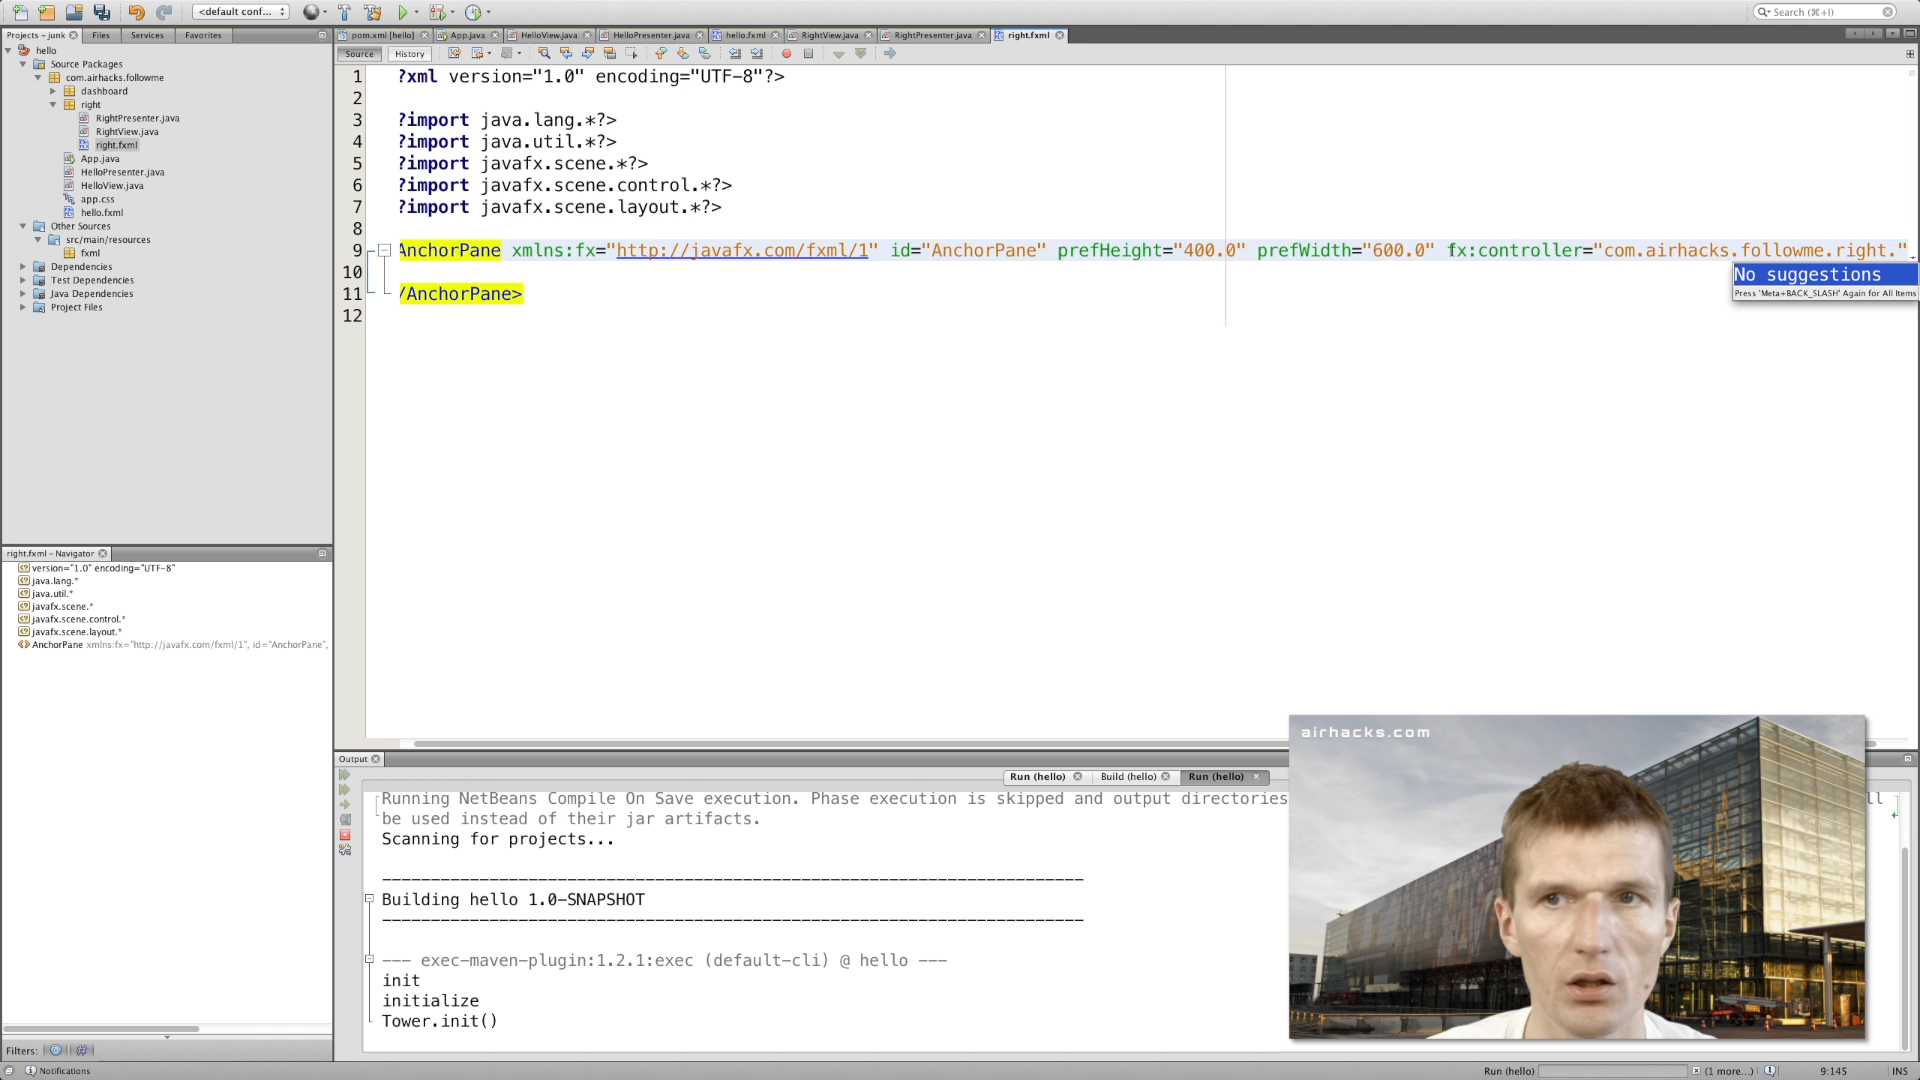 <default conf...
Search (⌘+I)
Projects – junk
Files
Services
Favorites
pom.xml [hello]
App.java
HelloView.java
HelloPresenter.java
hello.fxml
RightView.java
RightPresenter.java
right.fxml
Source
History
hello
Source Packages
com.airhacks.followme
dashboard
right
RightPresenter.java
RightView.java
right.fxml
App.java
HelloPresenter.java
HelloView.java
app.css
hello.fxml
Other Sources
src/main/resources
fxml
Dependencies
Test Dependencies
Java Dependencies
Project Files
1 ?xml version="1.0" encoding="UTF-8"?>
2
3 ?import java.lang.*?>
4 ?import java.util.*?>
5 ?import javafx.scene.*?>
6 ?import javafx.scene.control.*?>
7 ?import javafx.scene.layout.*?>
8
9 AnchorPane xmlns:fx="http://javafx.com/fxml/1" id="AnchorPane" prefHeight="400.0" prefWidth="600.0" fx:controller="com.airhacks.followme.right."
10
11 /AnchorPane>
12
No suggestions
Press 'Meta+BACK_SLASH' Again for All Items
right.fxml – Navigator
version="1.0" encoding="UTF-8"
java.lang.*
java.util.*
javafx.scene.*
javafx.scene.control.*
javafx.scene.layout.*
AnchorPane xmlns:fx="http://javafx.com/fxml/1", id="AnchorPane",
Filters:
Output
Run (hello)
Build (hello)
Run (hello)
Running NetBeans Compile On Save execution. Phase execution is skipped and output directories
be used instead of their jar artifacts.
Scanning for projects...
------------------------------------------------------------------------
Building hello 1.0-SNAPSHOT
------------------------------------------------------------------------
--- exec-maven-plugin:1.2.1:exec (default-cli) @ hello ---
init
initialize
Tower.init()
airhacks.com
Notifications
Run (hello)
(1 more...)
9:145
INS